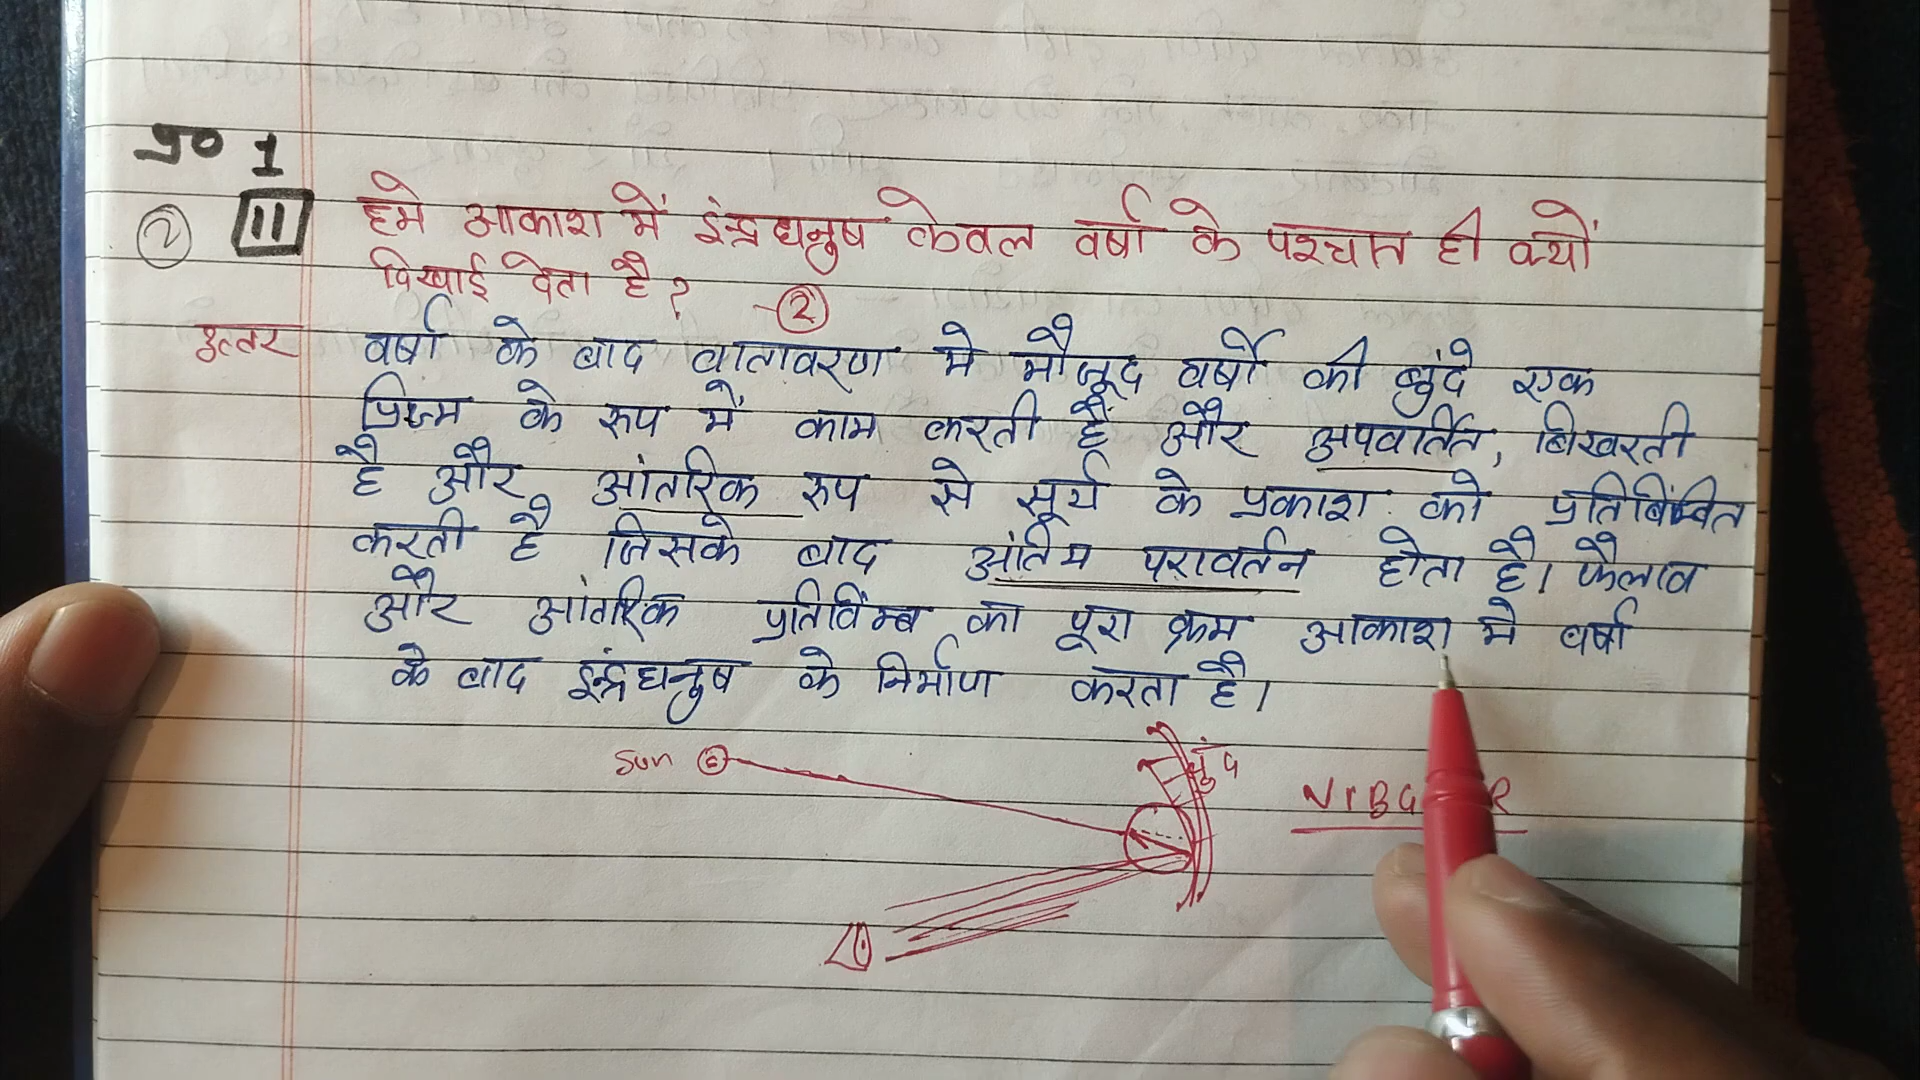 प्र० 1
② 11 हमे आकाश में इंद्रधनुष केवल वर्षा के पश्चात ही क्यों
दिखाई देता है? -②
उत्तर वर्षा के बाद वातावरण मे मौजूद वर्षा की बुंदे एक
प्रिज्म के रूप में काम करती हैं और अपवर्तित, बिखरती
है और आंतरिक रूप से सूर्य के प्रकाश को प्रतिबिंम्बित
करती है जिसके बाद अंतिम परावर्तन होता है। फैलाव
और आंतरिक प्रतिविम्ब का पूरा क्रम आकाश मे वर्षा
के बाद इन्द्रधनुष के निर्माण करता है।
Sun